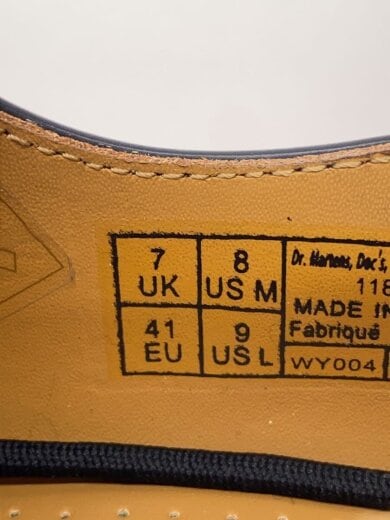 7 UK
8 US M
41 EU
9 US L
Dr. Martens, Doc's,
118
MADE IN
Fabriqué
WY004